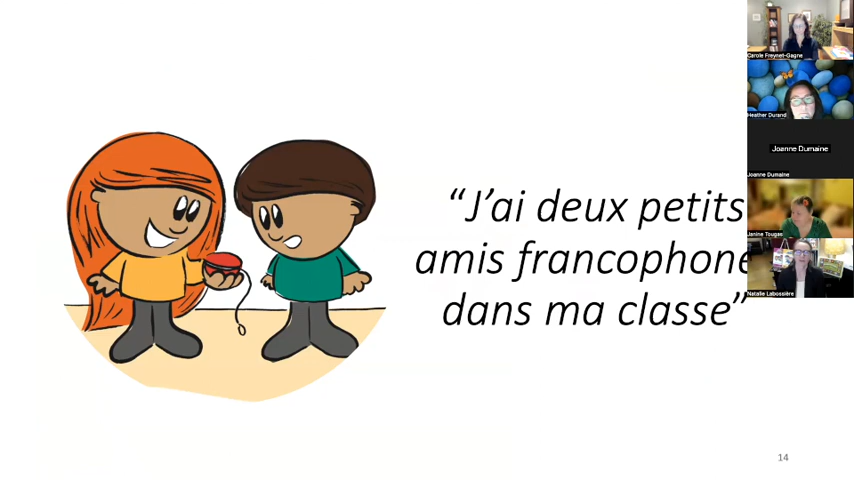 “J’ai deux petits
amis francophone
dans ma classe”
14
Carole Freynet-Gagne
Heather Durand
Joanne Dumaine
Joanne Dumaine
Janine Tougas
Natalie Labossière